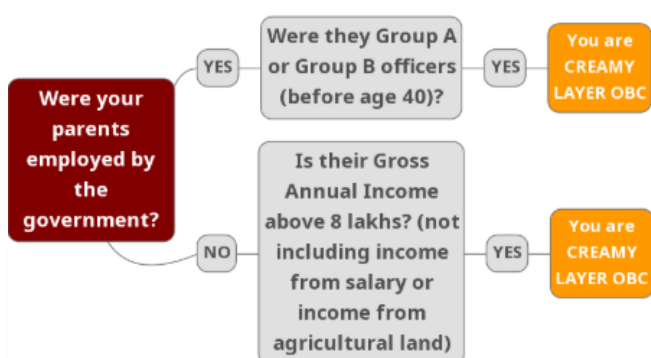 Were your
parents
employed by
the
government?
YES
Were they Group A
or Group B officers
(before age 40)?
YES
You are
CREAMY
LAYER OBC
NO
Is their Gross
Annual Income
above 8 lakhs? (not
including income
from salary or
income from
agricultural land)
YES
You are
CREAMY
LAYER OBC